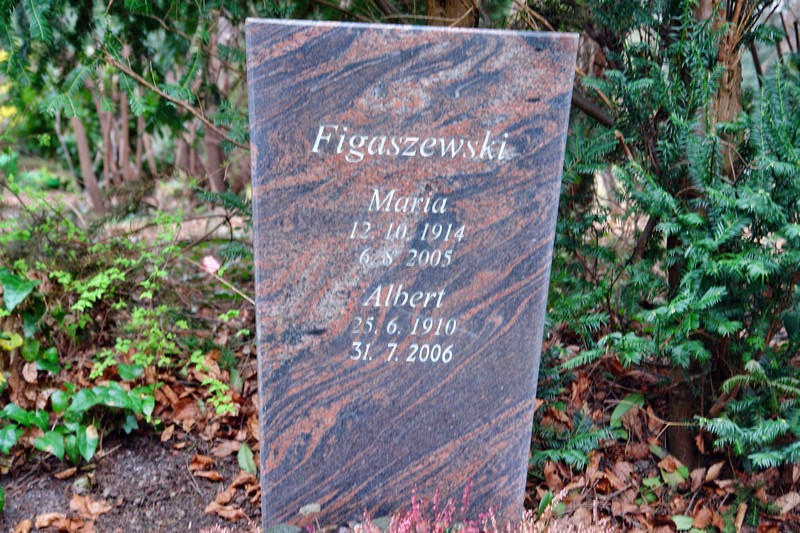 Figaszewski
Maria
12. 10. 1914
6. 8. 2005
Albert
25. 6. 1910
31. 7. 2006